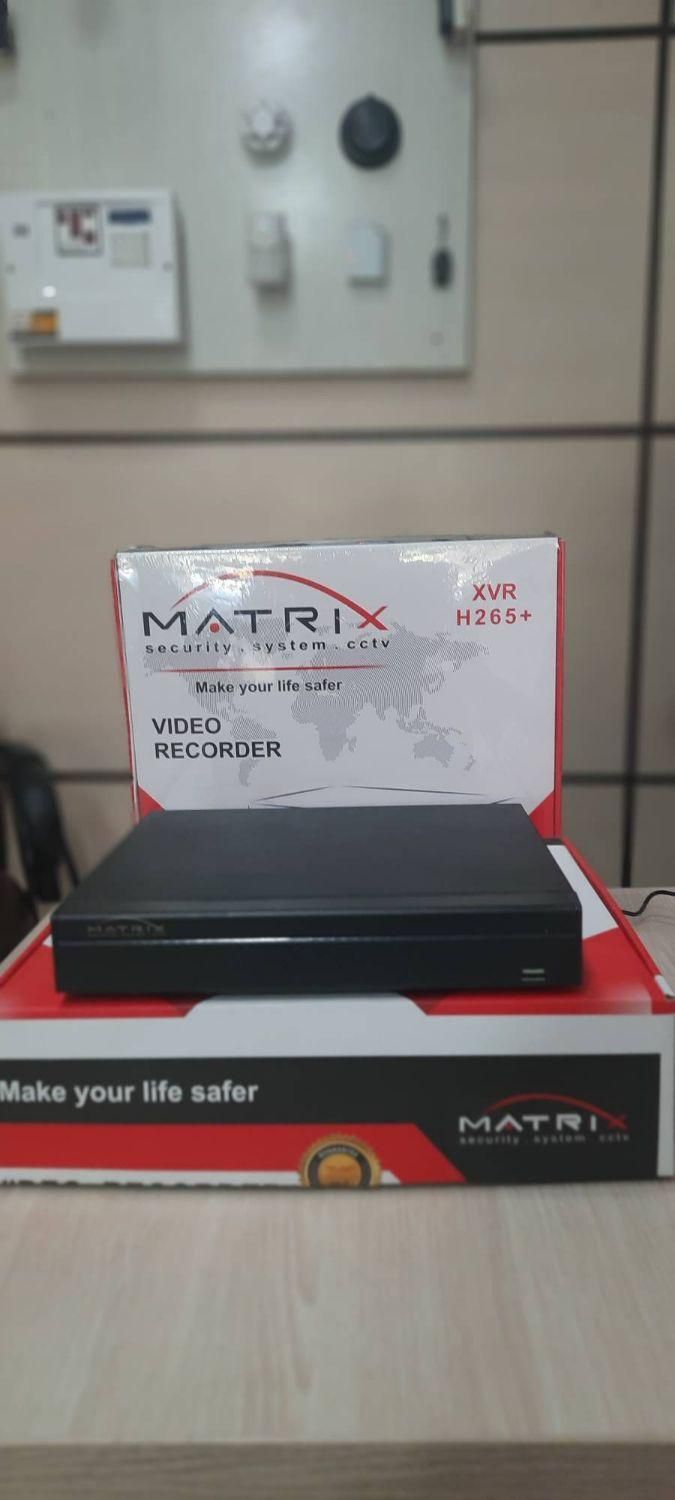 MATRIX
security . system . cctv
Make your life safer
XVR
H265+
VIDEO
RECORDER
MATRIX
Make your life safer
MATRIX
security . system . cctv